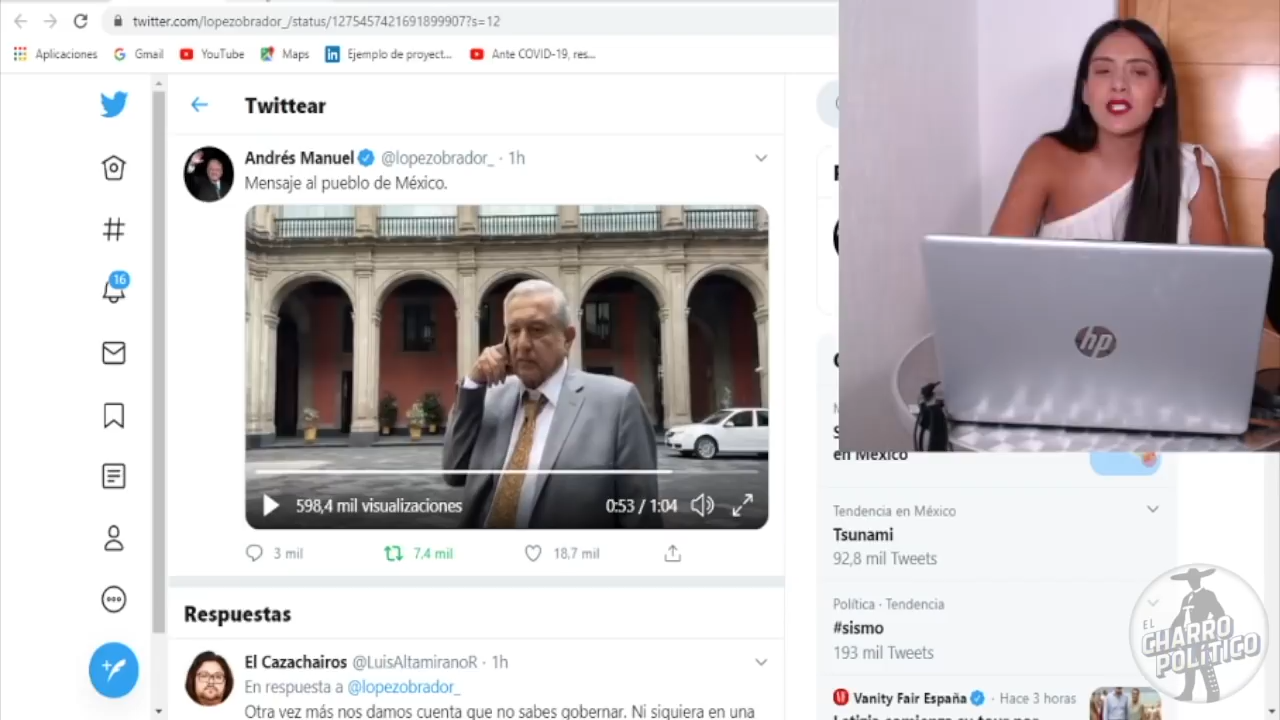 twitter.com/lopezobrador_/status/1275457421691899907?s=12
Aplicaciones
Gmail
YouTube
Maps
Ejemplo de proyect...
Ante COVID-19, res...
Twittear
Andrés Manuel @lopezobrador_ · 1h
Mensaje al pueblo de México.
16
598,4 mil visualizaciones
0:53 / 1:04
3 mil
7,4 mil
18,7 mil
Respuestas
El Cazachairos @LuisAltamiranoR · 1h
En respuesta a @lopezobrador_
Otra vez más nos damos cuenta que no sabes gobernar. Ni siquiera en una
hp
en México
Tendencia en México
Tsunami
92,8 mil Tweets
Política · Tendencia
#sismo
193 mil Tweets
Vanity Fair España · Hace 3 horas
EL
CHARRO
POLÍTICO